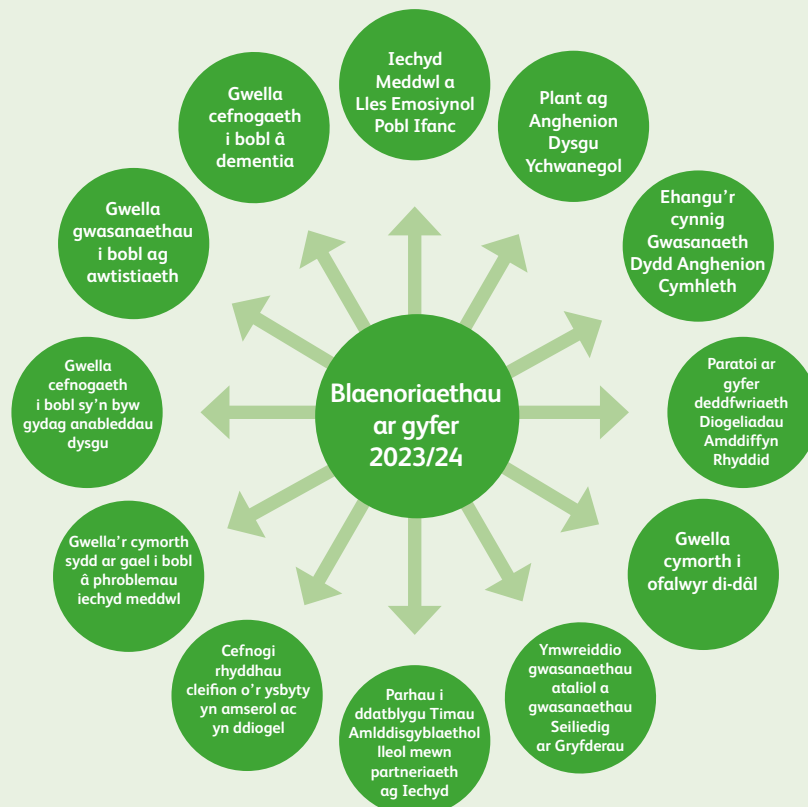 Blaenoriaethau
ar gyfer
2023/24
Iechyd
Meddwl a
Lles Emosiynol
Pobl Ifanc
Plant ag
Anghenion
Dysgu
Ychwanegol
Ehangu’r
cynnig
Gwasanaeth
Dydd Anghenion
Cymhleth
Paratoi ar
gyfer
deddfwriaeth
Diogeliadau
Amddiffyn
Rhyddid
Gwella
cymorth i
ofalwyr di-dâl
Ymwreiddio
gwasanaethau
ataliol a
gwasanaethau
Seiliedig
ar Gryfderau
Parhau i
ddatblygu Timau
Amlddisgyblaethol
lleol mewn
partneriaeth
ag Iechyd
Cefnogi
rhyddhau
cleifion o’r ysbyty
yn amserol ac
yn ddiogel
Gwella’r cymorth
sydd ar gael i bobl
â phroblemau
iechyd meddwl
Gwella
cefnogaeth
i bobl sy’n byw
gydag anableddau
dysgu
Gwella
gwasanaethau
i bobl ag
awtistiaeth
Gwella
cefnogaeth
i bobl â
dementia